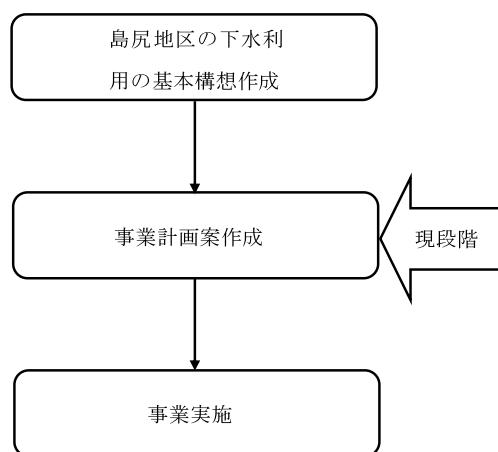 島尻地区の下水利
用の基本構想作成
事業計画案作成
現段階
事業実施